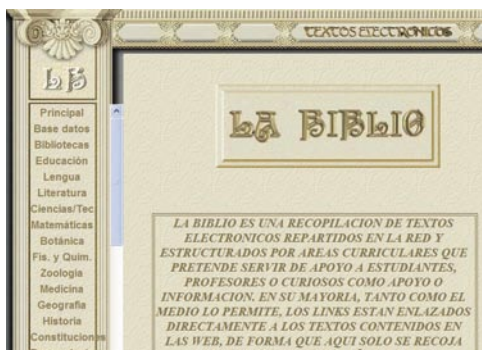 TEXTOS ELECTRONICOS
LB
Principal
Base datos
Bibliotecas
Educación
Lengua
Literatura
Ciencias/Tec
Matemáticas
Botánica
Fis. y Quim.
Zoologia
Medicina
Geografia
Historia
Constituciones
LA BIBLIO
LA BIBLIO ES UNA RECOPILACION DE TEXTOS
ELECTRONICOS REPARTIDOS EN LA RED Y
ESTRUCTURADOS POR AREAS CURRICULARES QUE
PRETENDE SERVIR DE APOYO A ESTUDIANTES,
PROFESORES O CURIOSOS COMO APOYO O
INFORMACION. EN SU MAYORIA, TANTO COMO EL
MEDIO LO PERMITE, LOS LINKS ESTAN ENLAZADOS
DIRECTAMENTE A LOS TEXTOS CONTENIDOS EN
LAS WEB, DE FORMA QUE AQUI SOLO SE RECOJA